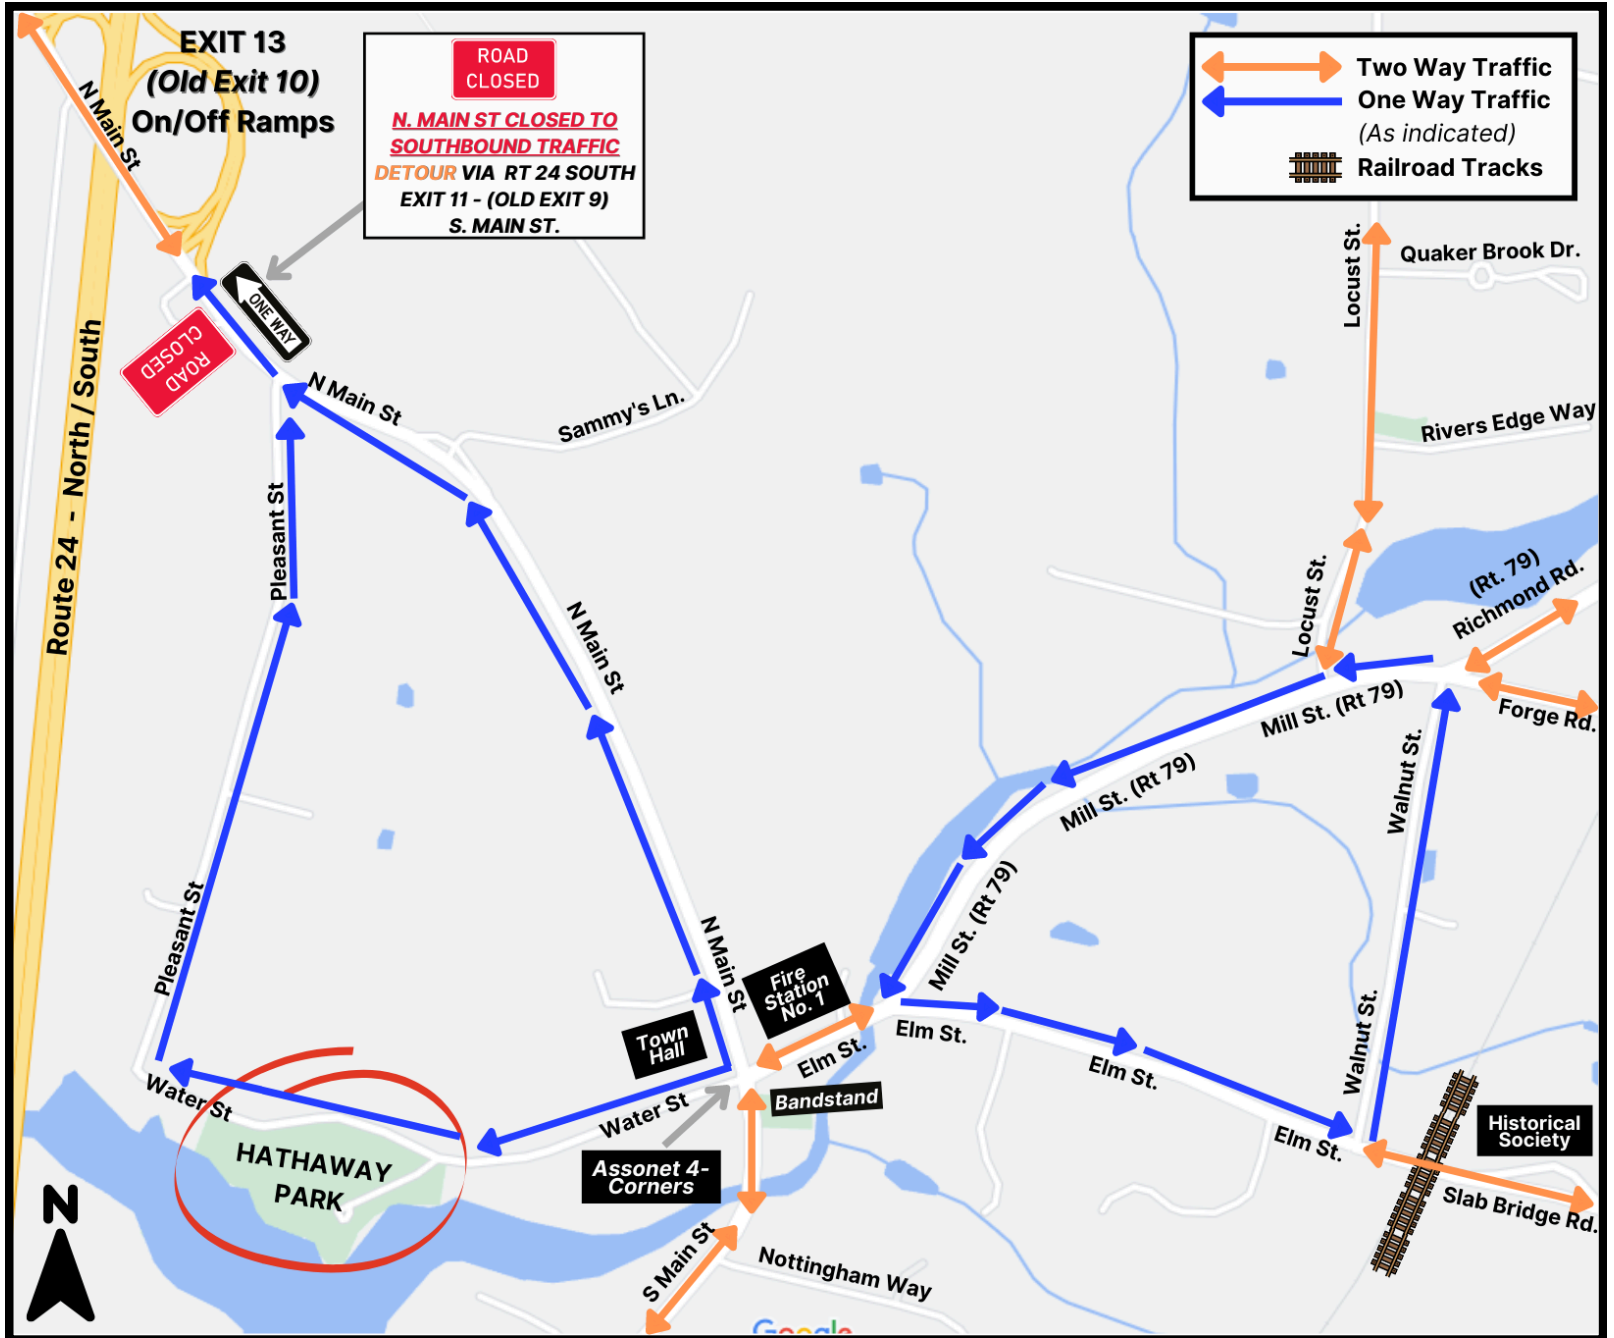 EXIT 13
(Old Exit 10)
On/Off Ramps
N Main St
ROAD
CLOSED
N. MAIN ST CLOSED TO
SOUTHBOUND TRAFFIC
DETOUR VIA RT 24 SOUTH
EXIT 11 - (OLD EXIT 9)
S. MAIN ST.
Two Way Traffic
One Way Traffic
(As indicated)
Railroad Tracks
ONE WAY
ROAD
CLOSED
Route 24 - North / South
N Main St
Sammy's Ln.
Locust St.
Quaker Brook Dr.
Rivers Edge Way
Pleasant St
N Main St
Locust St.
(Rt. 79)
Richmond Rd.
Forge Rd.
Mill St. (Rt 79)
Mill St. (Rt 79)
Walnut St.
Mill St. (Rt 79)
Pleasant St
N Main St
Fire
Station
No. 1
Town
Hall
Elm St.
Elm St.
Elm St.
Walnut St.
Water St
Water St
Bandstand
HATHAWAY
PARK
Assonet 4-
Corners
Elm St.
Historical
Society
Slab Bridge Rd.
N
S Main St
Nottingham Way
Google